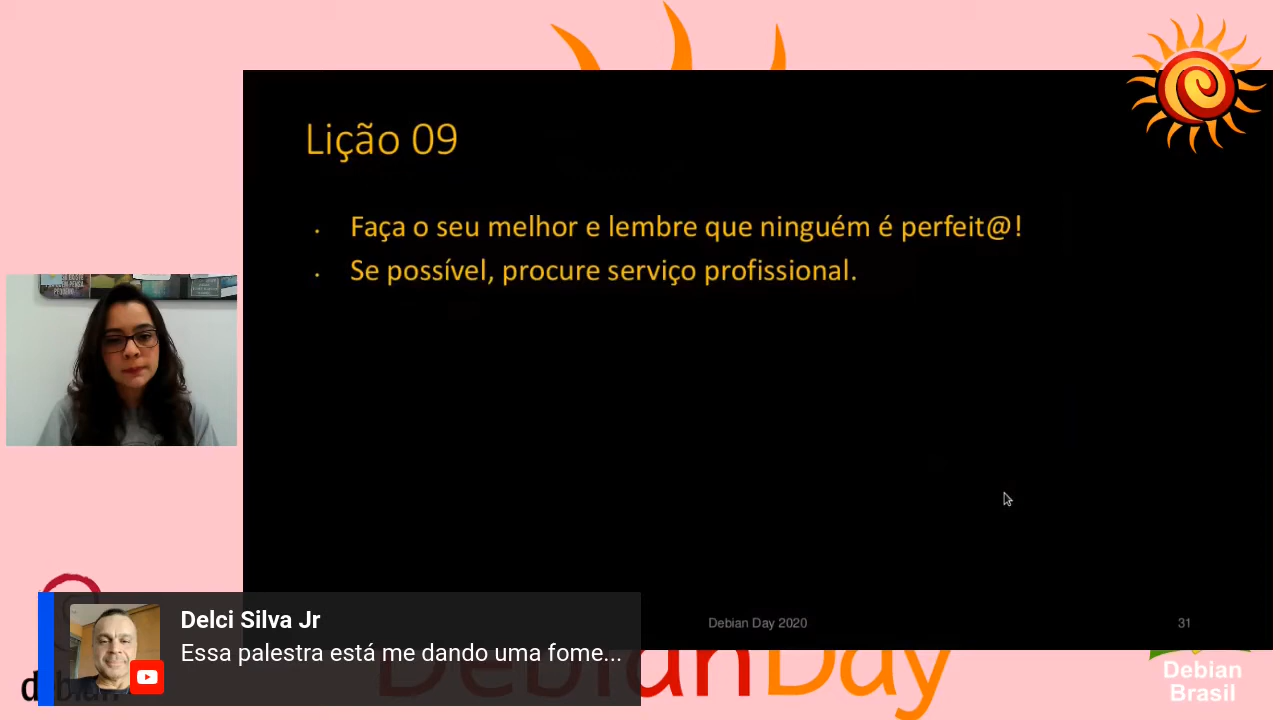 Lição 09
• Faça o seu melhor e lembre que ninguém é perfeit@!
• Se possível, procure serviço profissional.
Delci Silva Jr
Essa palestra está me dando uma fome...
Debian Day 2020
31
debian
DebianDay
Debian
Brasil